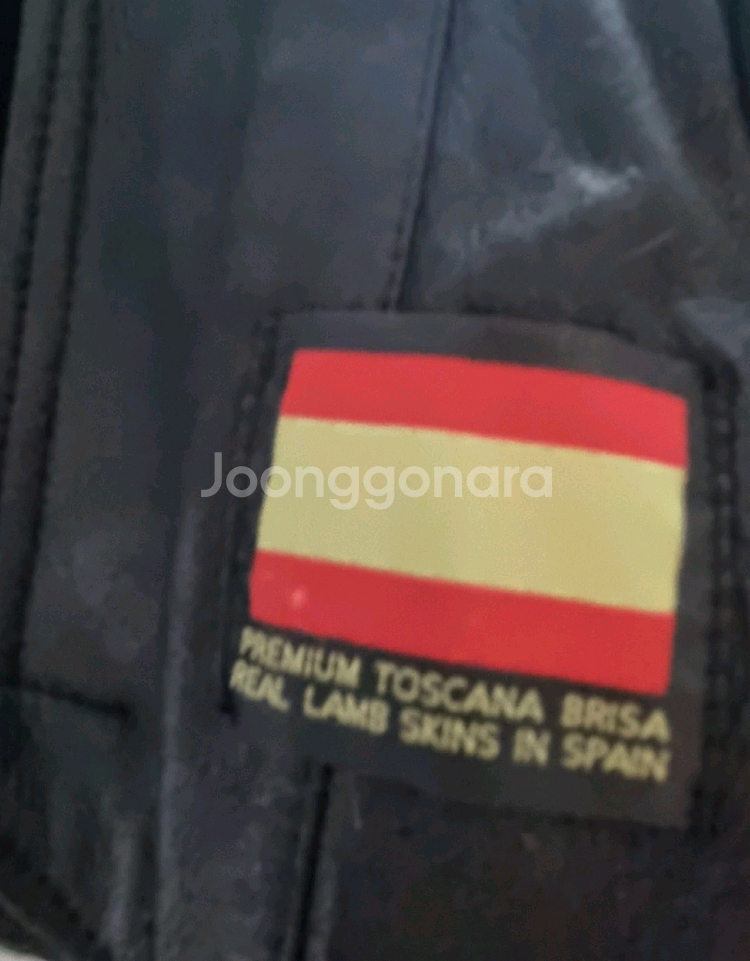 Joonggonara
PREMIUM TOSCANA BRISA
REAL LAMB SKINS IN SPAIN